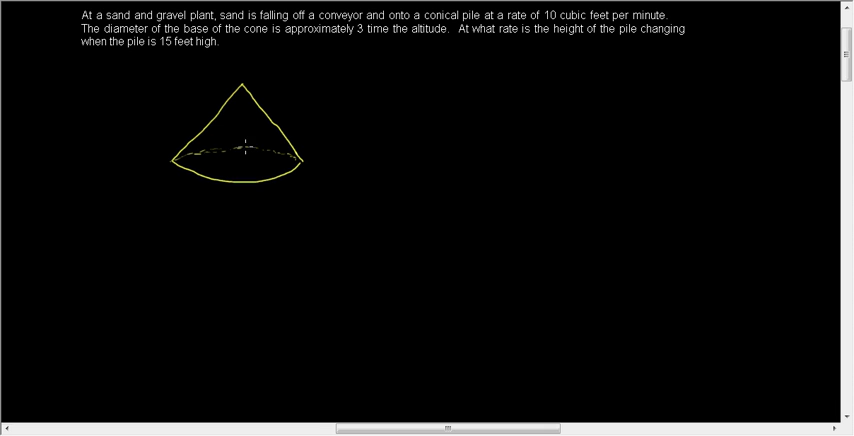 At a sand and gravel plant, sand is falling off a conveyor and onto a conical pile at a rate of 10 cubic feet per minute.
The diameter of the base of the cone is approximately 3 time the altitude.  At what rate is the height of the pile changing
when the pile is 15 feet high.